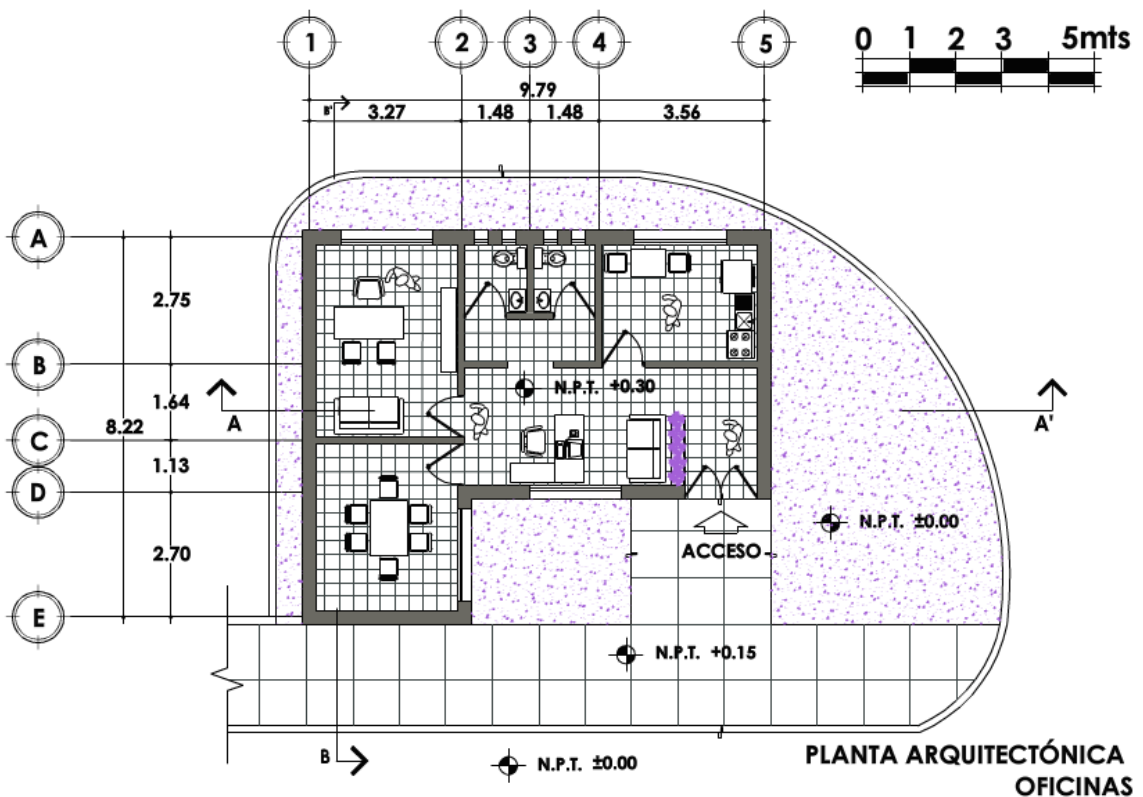 1 2 3 4 5
0 1 2 3 5mts
9.79
B'
3.27 1.48 1.48 3.56
A
2.75
B
N.P.T. +0.30
1.64
A A'
8.22
C
1.13
D
N.P.T. ±0.00
ACCESO
2.70
E
N.P.T. +0.15
B
N.P.T. ±0.00
PLANTA ARQUITECTÓNICA
OFICINAS